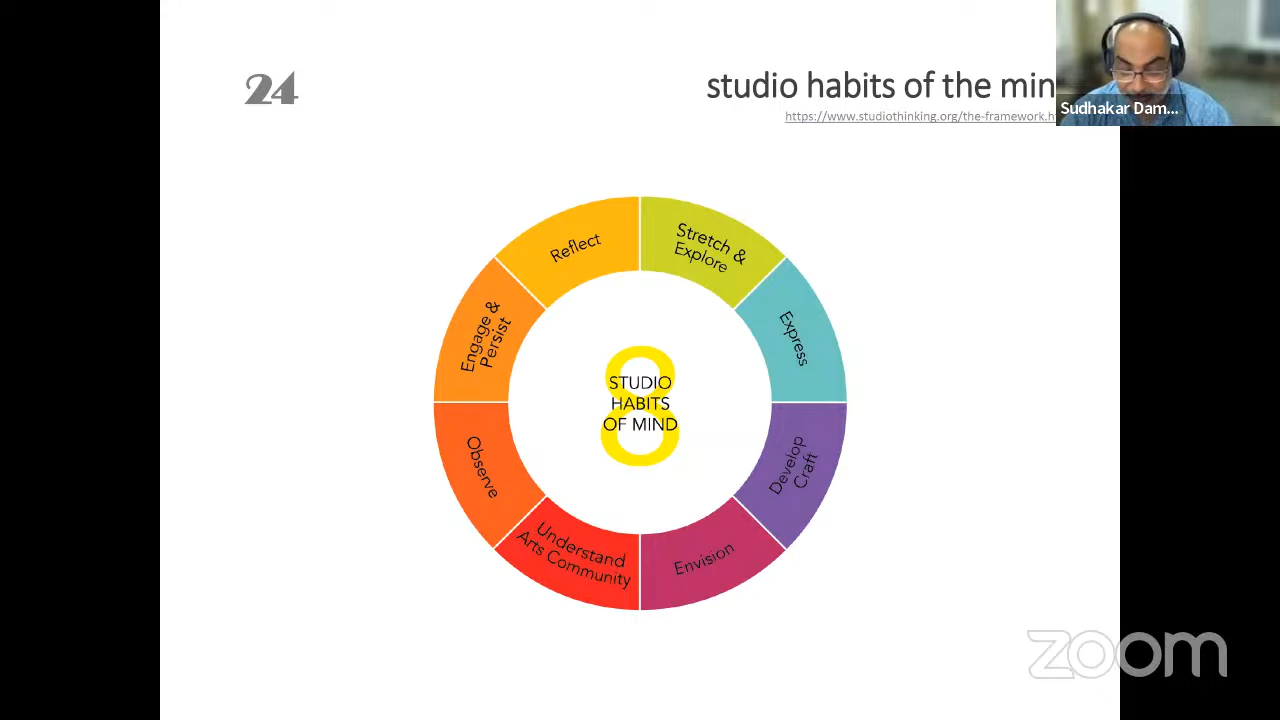 24
studio habits of the min
https://www.studiothinking.org/the-framework.h
Sudhakar Dam...
Reflect
Stretch &
Explore
Engage &
Persist
Express
STUDIO
HABITS
OF MIND
8
Observe
Develop
Craft
Understand
Arts Community
Envision
zoom